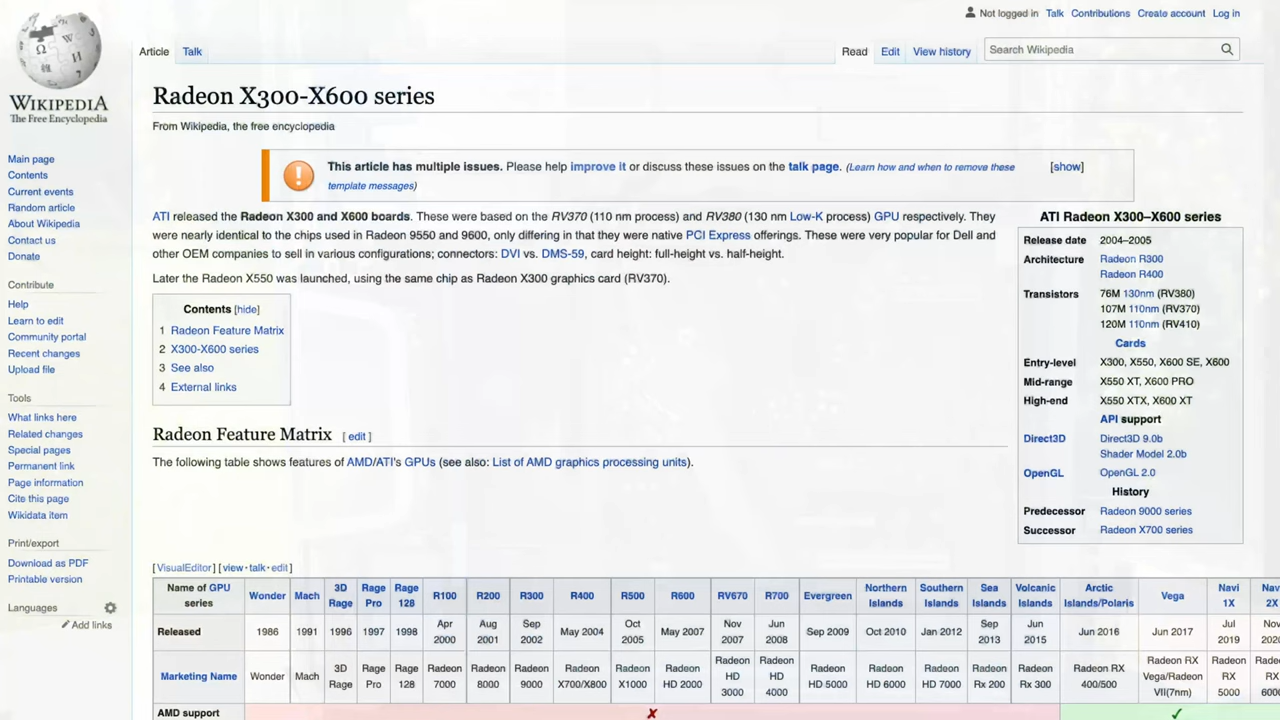 Not logged in Talk Contributions Create account Log in
Article Talk Read Edit View history Search Wikipedia
WIKIPEDIA
The Free Encyclopedia
Main page
Contents
Current events
Random article
About Wikipedia
Contact us
Donate
Contribute
Help
Learn to edit
Community portal
Recent changes
Upload file
Tools
What links here
Related changes
Special pages
Permanent link
Page information
Cite this page
Wikidata item
Print/export
Download as PDF
Printable version
Languages
Add links
Radeon X300-X600 series
From Wikipedia, the free encyclopedia
This article has multiple issues. Please help improve it or discuss these issues on the talk page. (Learn how and when to remove these
template messages)
[show]
ATI released the Radeon X300 and X600 boards. These were based on the RV370 (110 nm process) and RV380 (130 nm Low-K process) GPU respectively. They
were nearly identical to the chips used in Radeon 9550 and 9600, only differing in that they were native PCI Express offerings. These were very popular for Dell and
other OEM companies to sell in various configurations; connectors: DVI vs. DMS-59, card height: full-height vs. half-height.
Later the Radeon X550 was launched, using the same chip as Radeon X300 graphics card (RV370).
Contents [hide]
1 Radeon Feature Matrix
2 X300-X600 series
3 See also
4 External links
ATI Radeon X300–X600 series
Release date 2004–2005
Architecture Radeon R300
Radeon R400
Transistors 76M 130nm (RV380)
107M 110nm (RV370)
120M 110nm (RV410)
Cards
Entry-level X300, X550, X600 SE, X600
Mid-range X550 XT, X600 PRO
High-end X550 XTX, X600 XT
API support
Direct3D Direct3D 9.0b
Shader Model 2.0b
OpenGL OpenGL 2.0
History
Predecessor Radeon 9000 series
Successor Radeon X700 series
Radeon Feature Matrix [ edit ]
The following table shows features of AMD/ATI's GPUs (see also: List of AMD graphics processing units).
[ VisualEditor ] [ view · talk · edit ]
Name of GPU series Wonder Mach 3D Rage Rage Pro Rage 128 R100 R200 R300 R400 R500 R600 RV670 R700 Evergreen Northern Islands Southern Islands Sea Islands Volcanic Islands Arctic Islands/Polaris Vega Navi 1X Navi 2X
Released 1986 1991 1996 1997 1998 Apr 2000 Aug 2001 Sep 2002 May 2004 Oct 2005 May 2007 Nov 2007 Jun 2008 Sep 2009 Oct 2010 Jan 2012 Sep 2013 Jun 2015 Jun 2016 Jun 2017 Jul 2019
Marketing Name Wonder Mach 3D Rage Rage Pro Rage 128 Radeon 7000 Radeon 8000 Radeon 9000 Radeon X700/X800 Radeon X1000 Radeon HD 2000 Radeon HD 3000 Radeon HD 4000 Radeon HD 5000 Radeon HD 6000 Radeon HD 7000 Radeon Rx 200 Radeon Rx 300 Radeon RX 400/500 Radeon RX Vega/Radeon VII(7nm) Radeon RX 5000 RX
AMD support ✗ ✓